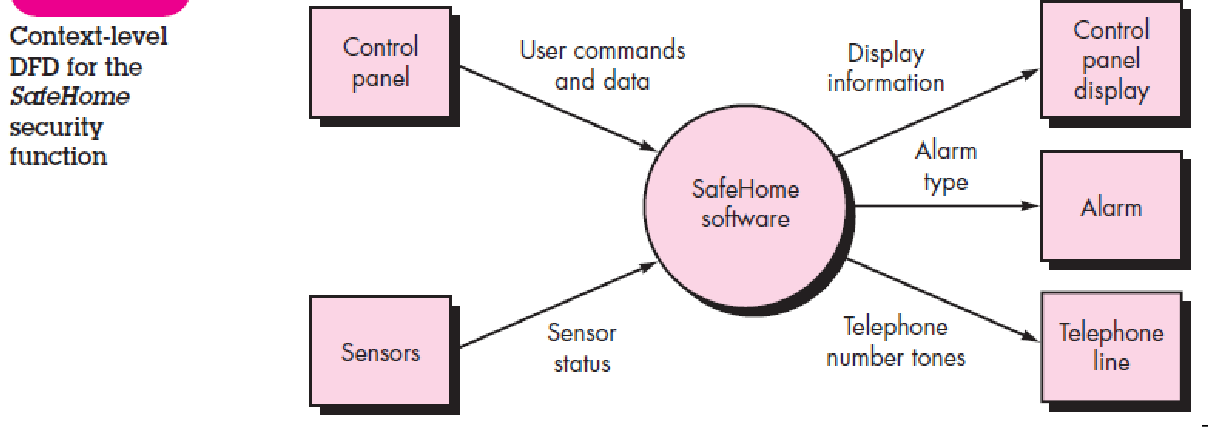 Context-level
DFD for the
SafeHome
security
function
Control
panel
User commands
and data
Display
information
Control
panel
display
SafeHome
software
Alarm
type
Alarm
Sensors
Sensor
status
Telephone
number tones
Telephone
line